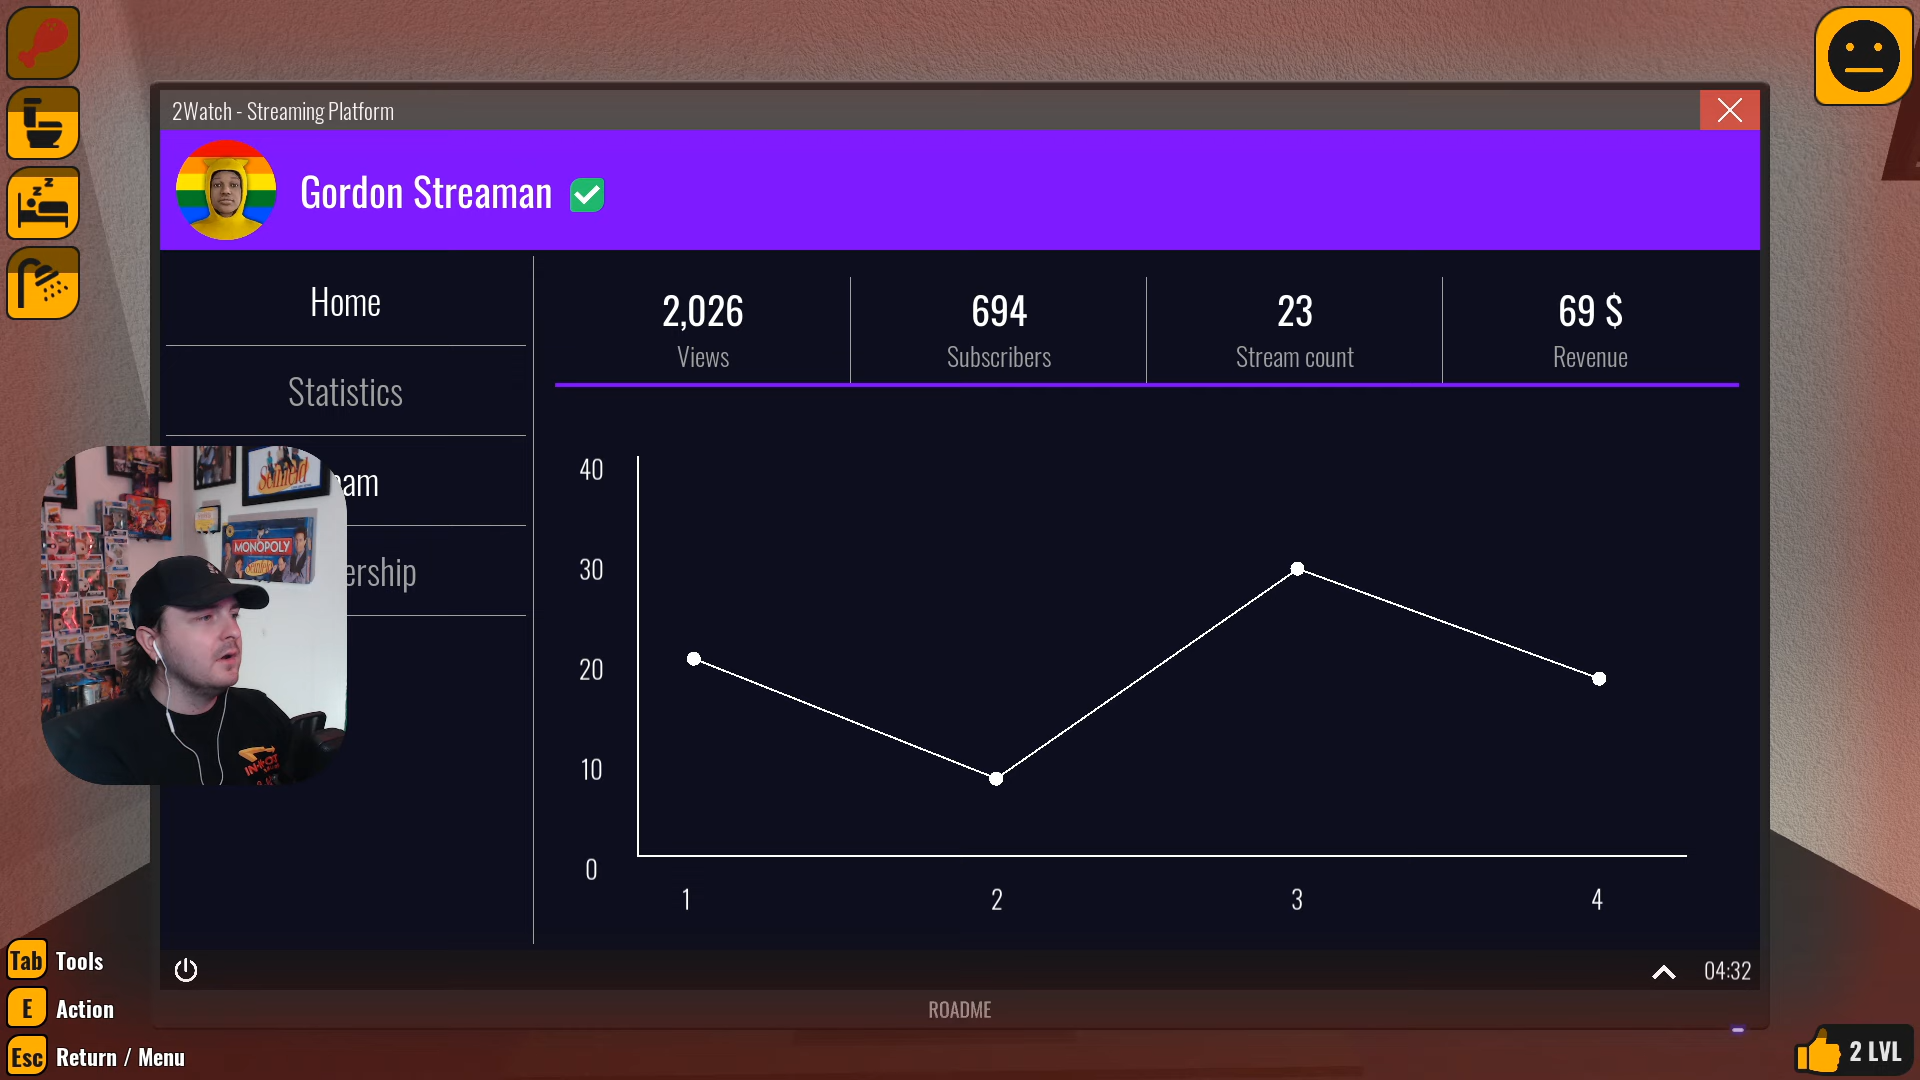 2Watch - Streaming Platform
Gordon Streaman
Home
Statistics
eam
ership
2,026
Views
694
Subscribers
23
Stream count
69 $
Revenue
40
30
20
10
0
1
2
3
4
Seinfeld
MONOPOLY
Tab Tools
E Action
Esc Return / Menu
04:32
ROADME
2 LVL